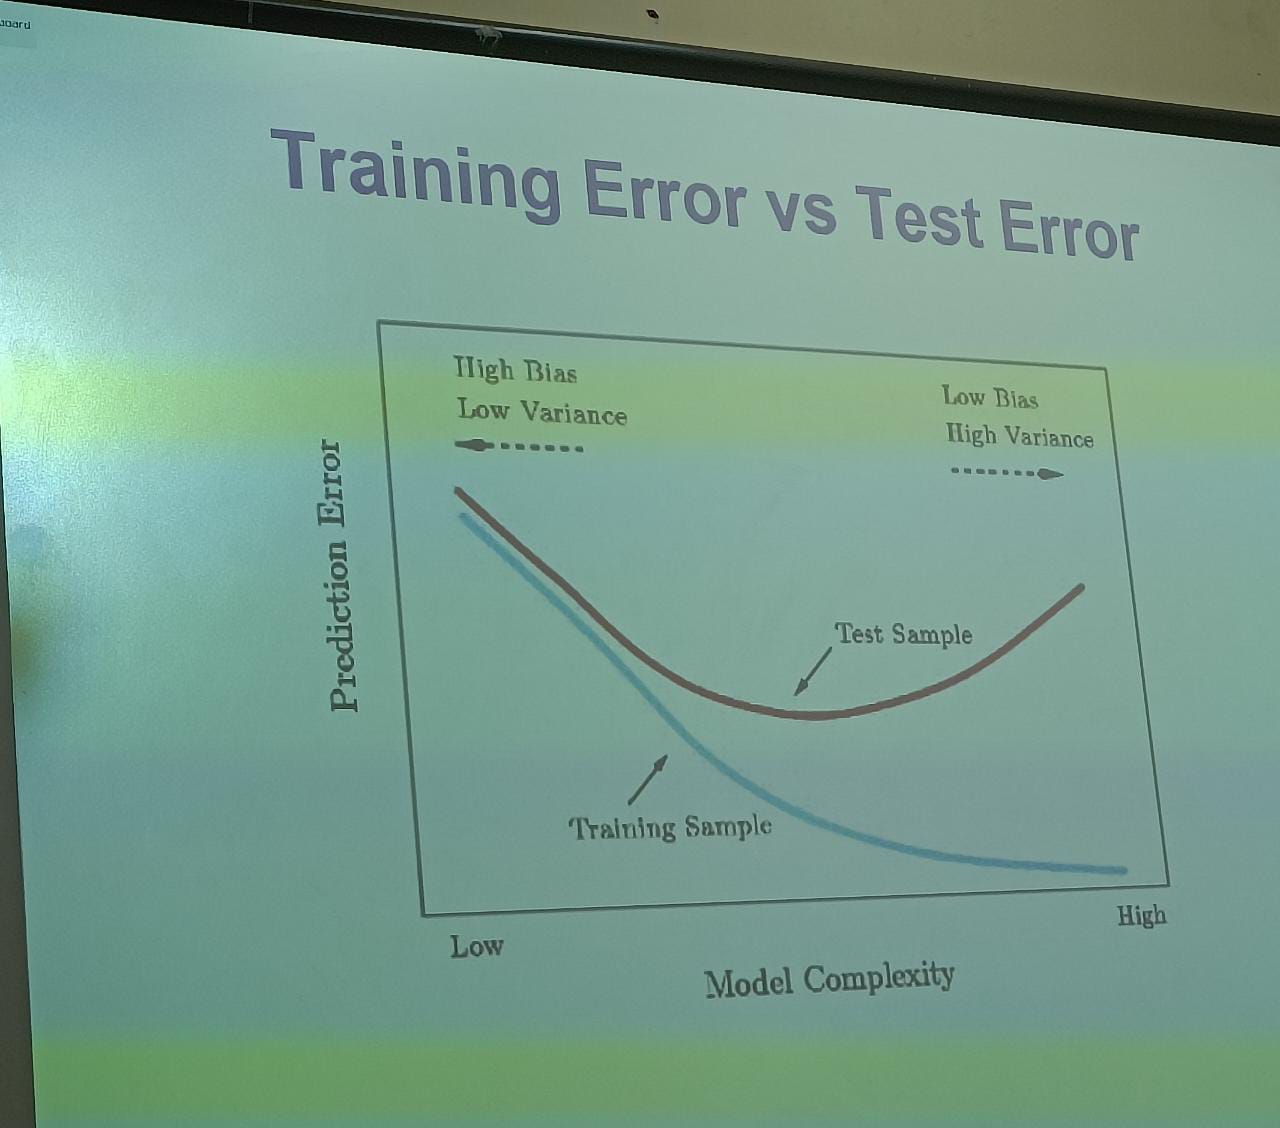 Training Error vs Test Error
High Bias
Low Variance
Low Bias
High Variance
Prediction Error
Test Sample
Training Sample
Low
High
Model Complexity